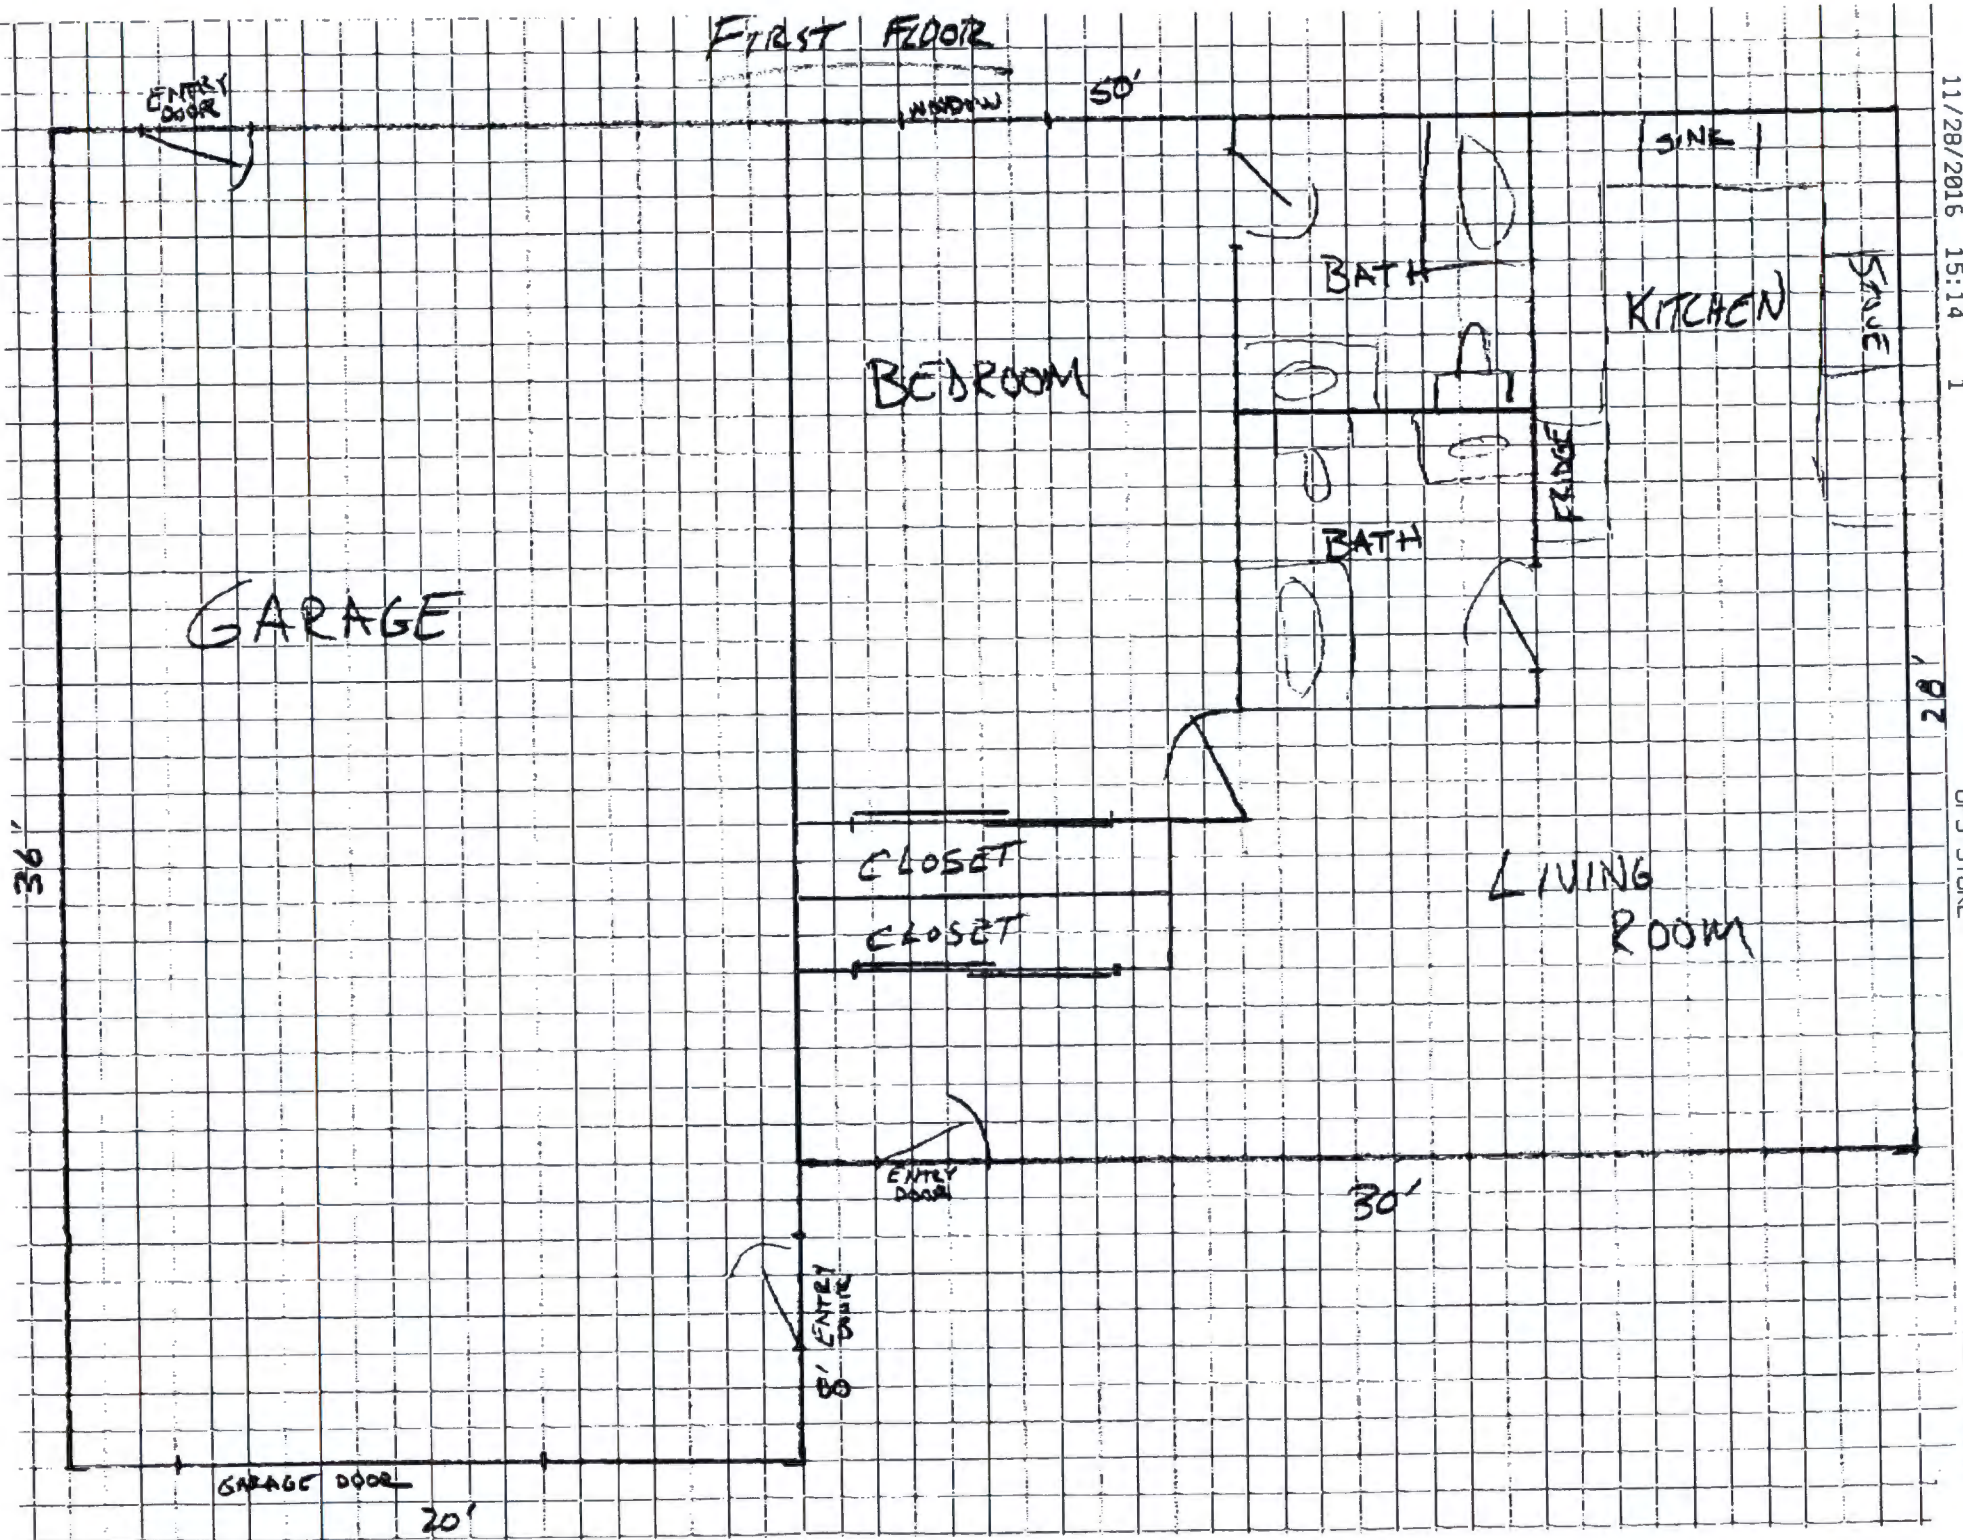 FIRST FLOOR
ENTRY
DOOR
WINDOW
50'
SINK
BATH
KITCHEN
STOVE
BEDROOM
FRIDGE
BATH
GARAGE
28'
36'
CLOSET
CLOSET
LIVING
ROOM
ENTRY
DOOR
30'
8' ENTRY
DOOR
GARAGE DOOR
20'
11/28/2016 15:14 1